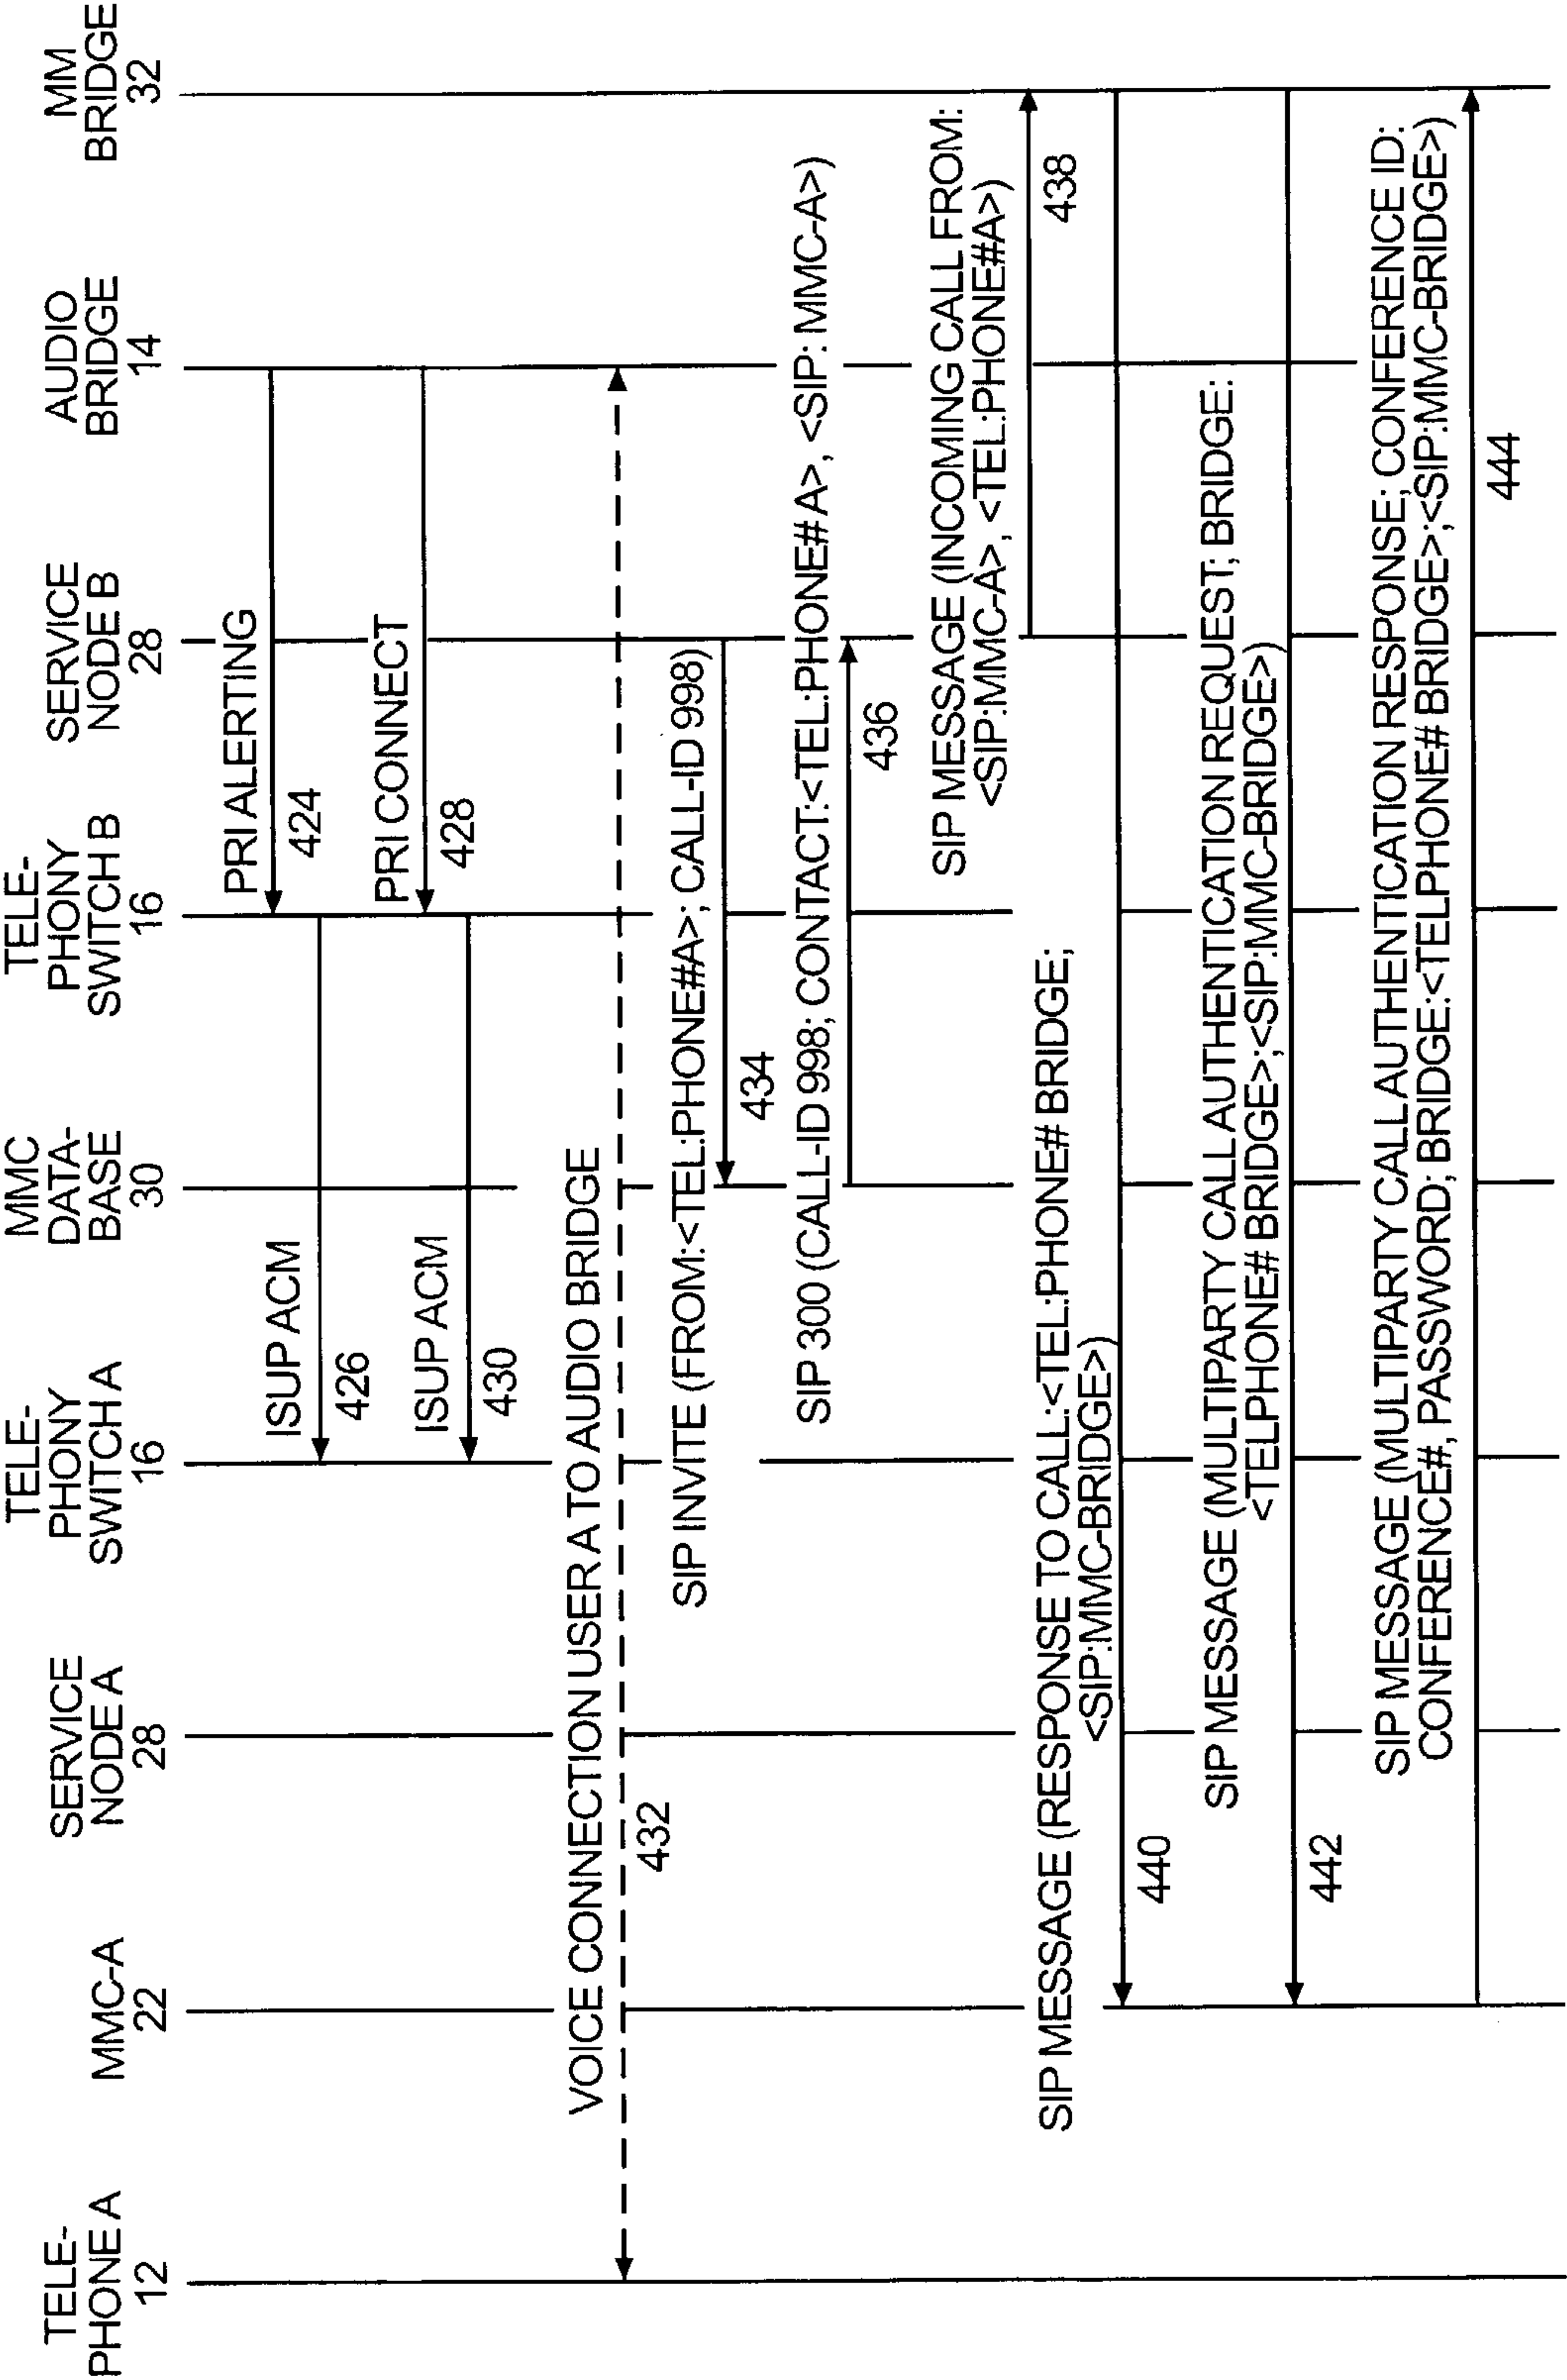 TELE-
PHONE A
12
MMC-A
22
SERVICE
NODE A
28
TELE-
PHONY
SWITCH A
16
MMC
DATA-
BASE
30
TELE-
PHONY
SWITCH B
16
SERVICE
NODE B
28
AUDIO
BRIDGE
14
MM
BRIDGE
32
PRI ALERTING
424
ISUP ACM
426
PRI CONNECT
428
ISUP ACM
430
VOICE CONNECTION USER A TO AUDIO BRIDGE
432
SIP INVITE (FROM:<TEL:PHONE#A>; CALL-ID 998)
434
SIP 300 (CALL-ID 998; CONTACT:<TEL:PHONE# A>, <SIP: MMC-A>)
436
SIP MESSAGE (INCOMING CALL FROM:
<SIP:MMC-A>, <TEL:PHONE#A>)
438
SIP MESSAGE (RESPONSE TO CALL:<TEL:PHONE# BRIDGE;
<SIP:MMC-BRIDGE>)
440
SIP MESSAGE (MULTIPARTY CALL AUTHENTICATION REQUEST; BRIDGE:
<TELPHONE# BRIDGE>;<SIP:MMC-BRIDGE>)
442
SIP MESSAGE (MULTIPARTY CALL AUTHENTICATION RESPONSE; CONFERENCE ID:
CONFERENCE#, PASSWORD; BRIDGE:<TELPHONE# BRIDGE>;<SIP:MMC-BRIDGE>)
444